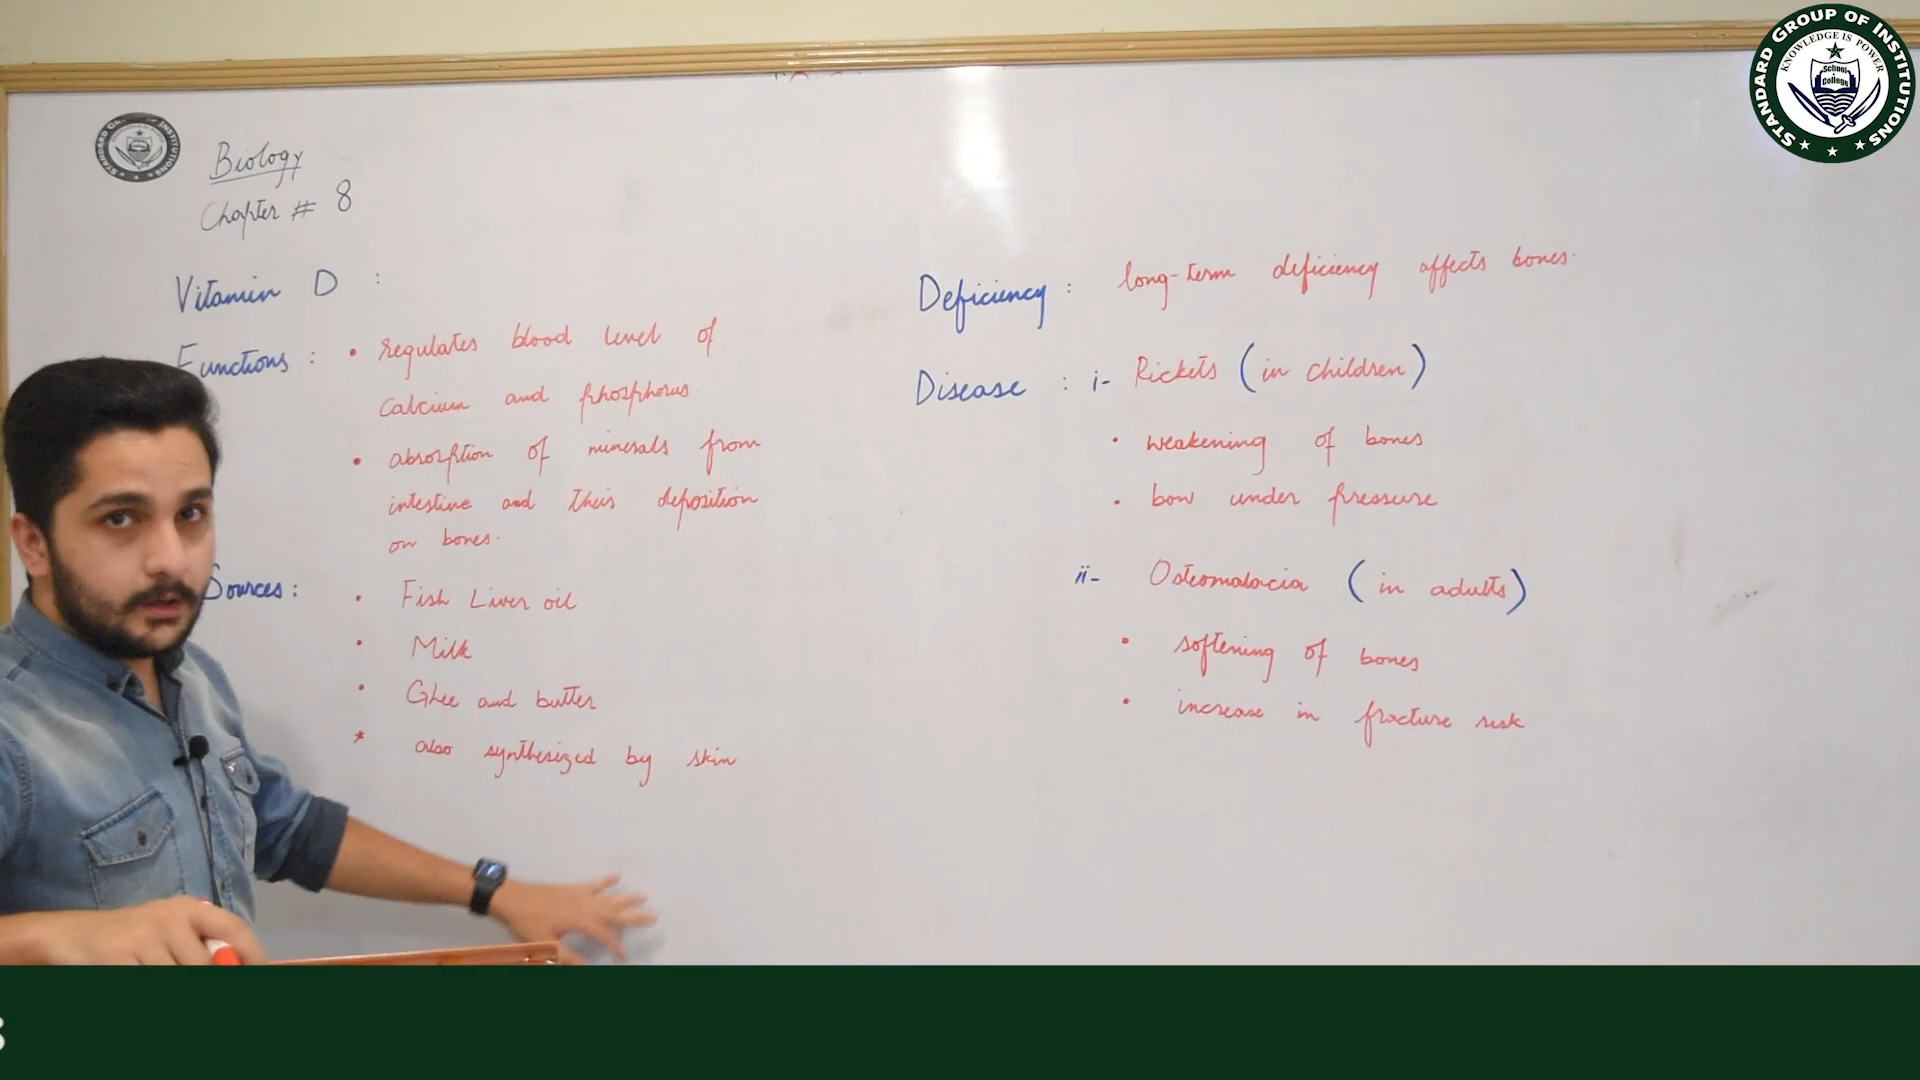 STANDARD GROUP OF INSTITUTIONS
KNOWLEDGE IS POWER
School
College
Biology
Chapter # 8
Vitamin D :
Functions : • regulates blood level of
calcium and phosphorus
• absorption of minerals from
intestine and their deposition
on bones.
Sources : • Fish Liver oil
• Milk
• Ghee and butter
* also synthesized by skin
Deficiency : long-term deficiency affects bones.
Disease : i- Rickets (in children)
• weakening of bones
• bow under pressure
ii- Osteomalacia (in adults)
• softening of bones
• increase in fracture risk